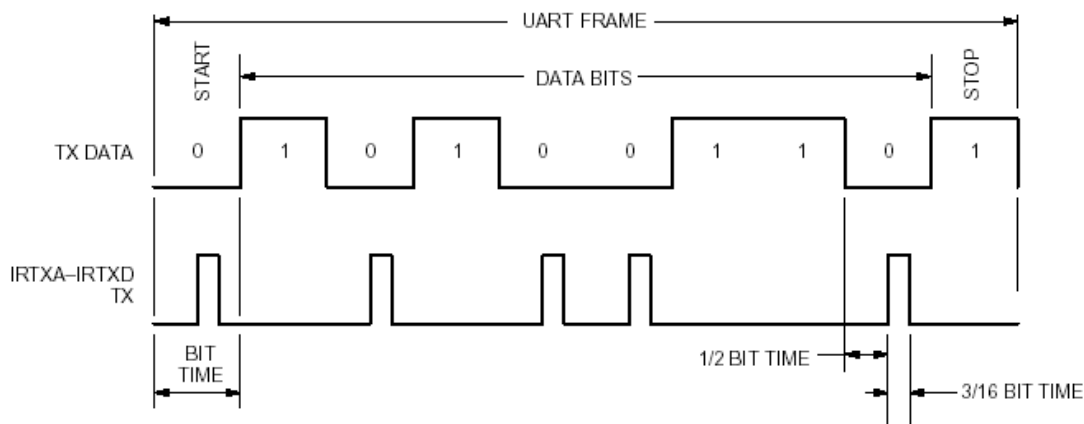 UART FRAME
START
DATA BITS
STOP
TX DATA
0 1 0 1 0 0 1 1 0 1
IRTXA–IRTXD
TX
BIT
TIME
1/2 BIT TIME
3/16 BIT TIME